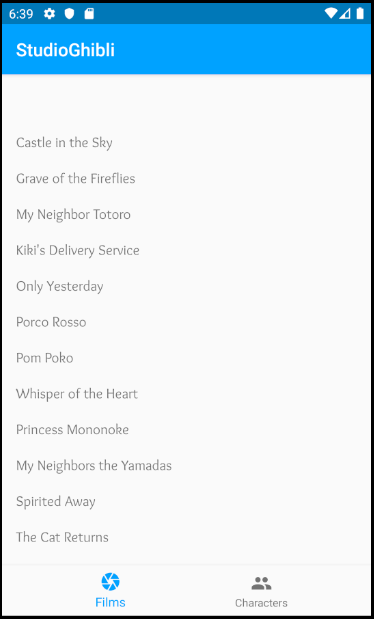 6:39
StudioGhibli
Castle in the Sky
Grave of the Fireflies
My Neighbor Totoro
Kiki's Delivery Service
Only Yesterday
Porco Rosso
Pom Poko
Whisper of the Heart
Princess Mononoke
My Neighbors the Yamadas
Spirited Away
The Cat Returns
Films
Characters